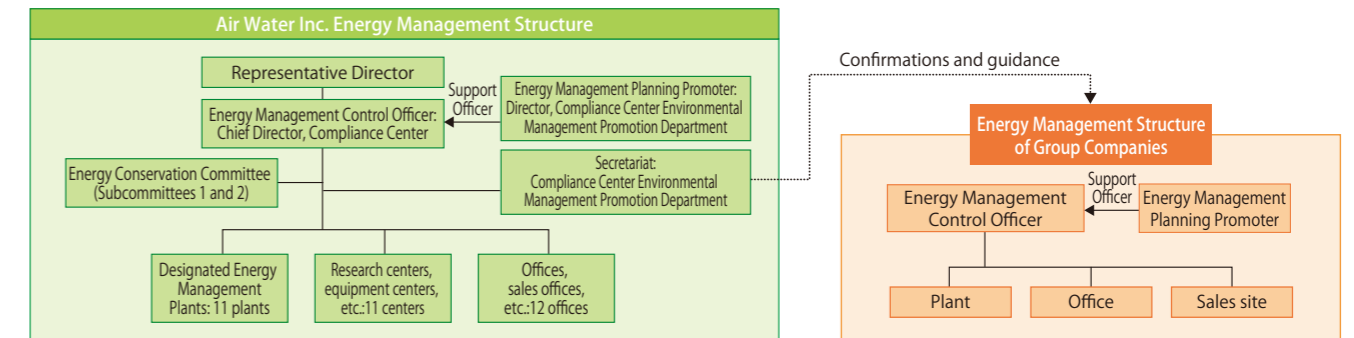 Air Water Inc. Energy Management Structure
Representative Director
Energy Management Control Officer:
Chief Director, Compliance Center
Support
Officer
Energy Management Planning Promoter:
Director, Compliance Center Environmental
Management Promotion Department
Energy Conservation Committee
(Subcommittees 1 and 2)
Secretariat:
Compliance Center Environmental
Management Promotion Department
Designated Energy
Management
Plants: 11 plants
Research centers,
equipment centers,
etc.:11 centers
Offices,
sales offices,
etc.:12 offices
Confirmations and guidance
Energy Management Structure
of Group Companies
Energy Management
Control Officer
Support
Officer
Energy Management
Planning Promoter
Plant
Office
Sales site